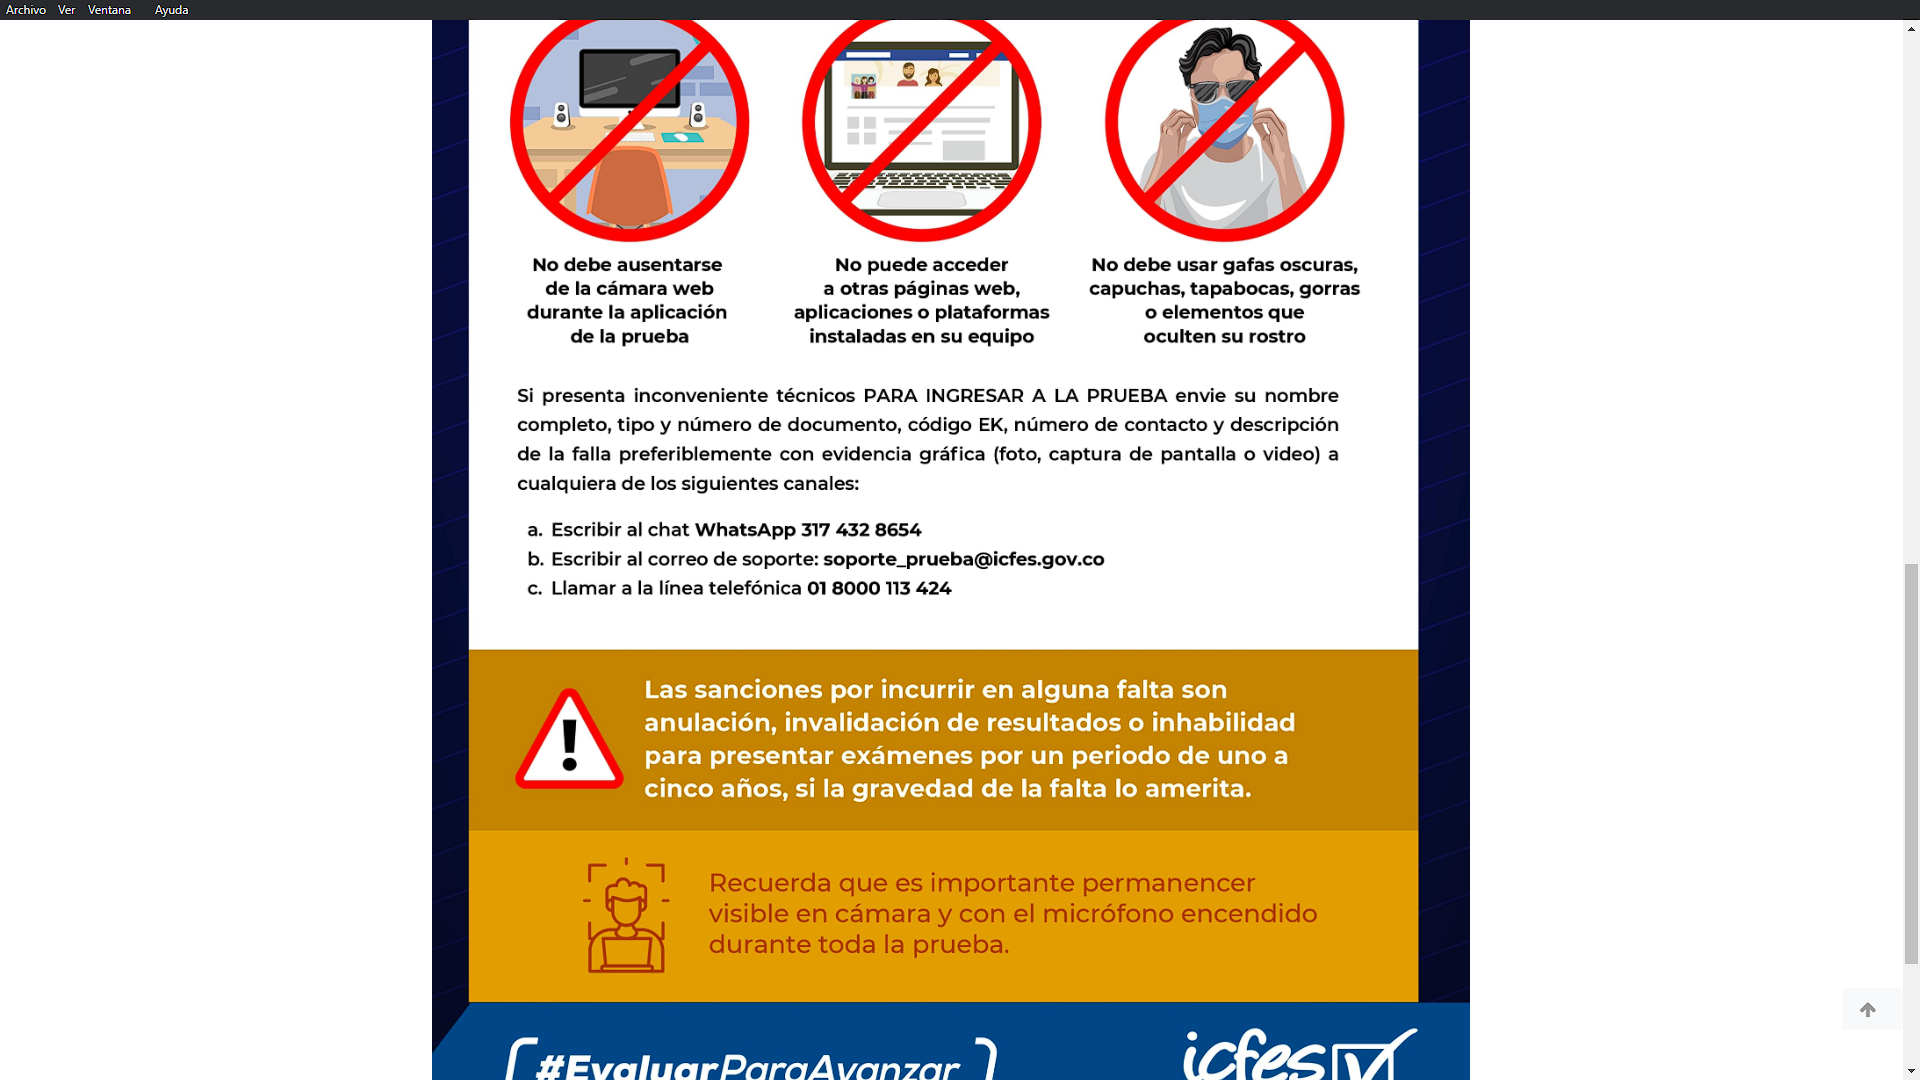 Archivo Ver Ventana Ayuda
No debe ausentarse
de la cámara web
durante la aplicación
de la prueba
No puede acceder
a otras páginas web,
aplicaciones o plataformas
instaladas en su equipo
No debe usar gafas oscuras,
capuchas, tapabocas, gorras
o elementos que
oculten su rostro
Si presenta inconveniente técnicos PARA INGRESAR A LA PRUEBA envie su nombre
completo, tipo y número de documento, código EK, número de contacto y descripción
de la falla preferiblemente con evidencia gráfica (foto, captura de pantalla o video) a
cualquiera de los siguientes canales:
a. Escribir al chat WhatsApp 317 432 8654
b. Escribir al correo de soporte: soporte_prueba@icfes.gov.co
c. Llamar a la línea telefónica 01 8000 113 424
Las sanciones por incurrir en alguna falta son
anulación, invalidación de resultados o inhabilidad
para presentar exámenes por un periodo de uno a
cinco años, si la gravedad de la falta lo amerita.
Recuerda que es importante permanencer
visible en cámara y con el micrófono encendido
durante toda la prueba.
#EvaluarParaAvanzar
icfes